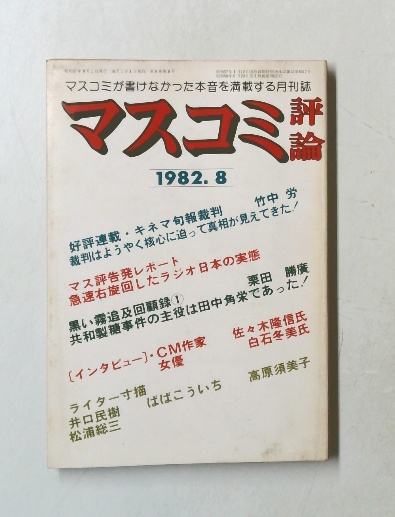 マスコミが書けなかった本音を満載する月刊誌
マスコミ評論
1982.8
好評連載・キネマ旬報裁判 竹中 労
裁判はようやく核心に迫って真相が見えてきた!
マス評告発レポート
急速右旋回したラジオ日本の実態
黒い霧追及回顧録① 栗田 勝廣
共和製糖事件の主役は田中角栄であった!
〔インタビュー〕・CM作家 佐々木隆信氏
女優 白石冬美氏
ライター寸描
井口民樹 ばばこういち 高原須美子
松浦総三